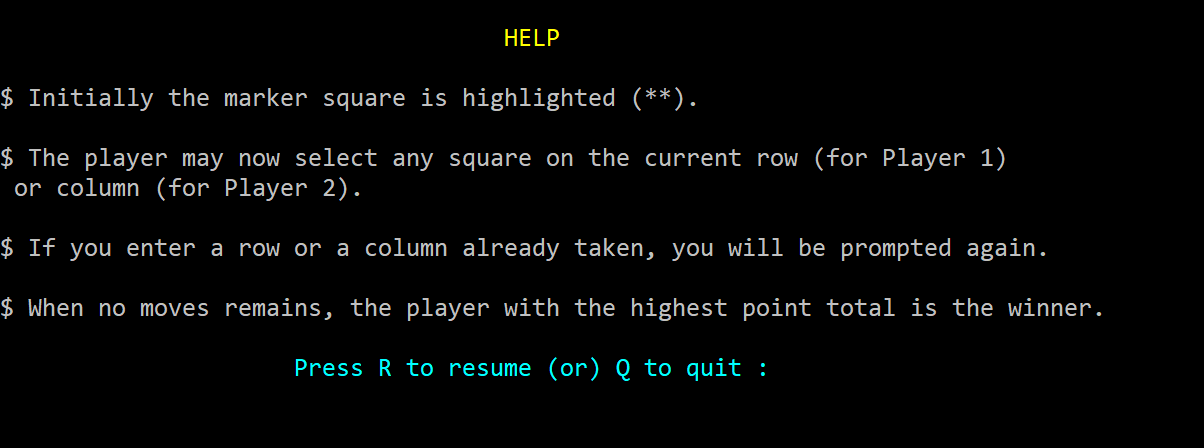 HELP
$ Initially the marker square is highlighted (**).
$ The player may now select any square on the current row (for Player 1)
or column (for Player 2).
$ If you enter a row or a column already taken, you will be prompted again.
$ When no moves remains, the player with the highest point total is the winner.
Press R to resume (or) Q to quit :